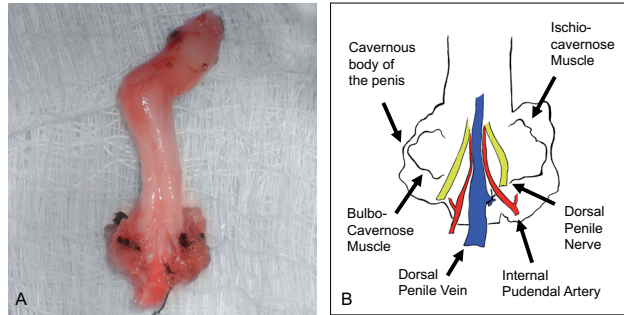 A
Cavernous
body of
the penis
Ischio-
cavernose
Muscle
Bulbo-
Cavernose
Muscle
Dorsal
Penile
Nerve
Dorsal
Penile Vein
Internal
Pudendal Artery
B